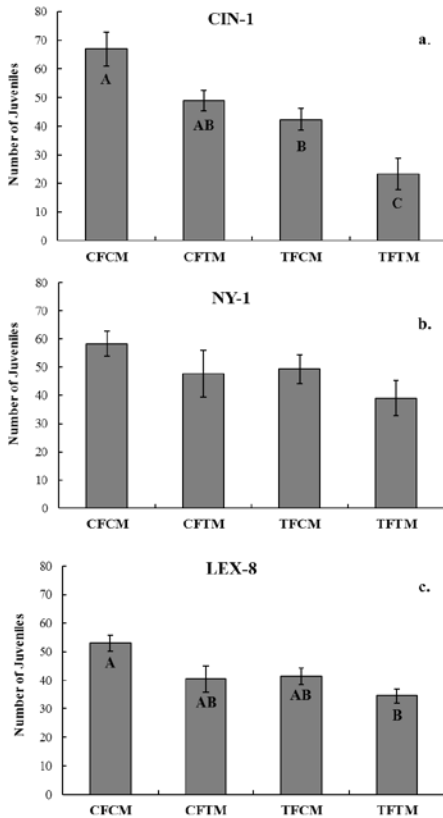 CIN-1
a.
Number of Juveniles
80
70
60
50
40
30
20
10
0
A
AB
B
C
CFCM CFTM TFCM TFTM
NY-1
b.
Number of Juveniles
80
70
60
50
40
30
20
10
0
CFCM CFTM TFCM TFTM
LEX-8
c.
Number of Juveniles
80
70
60
50
40
30
20
10
0
A
AB
AB
B
CFCM CFTM TFCM TFTM